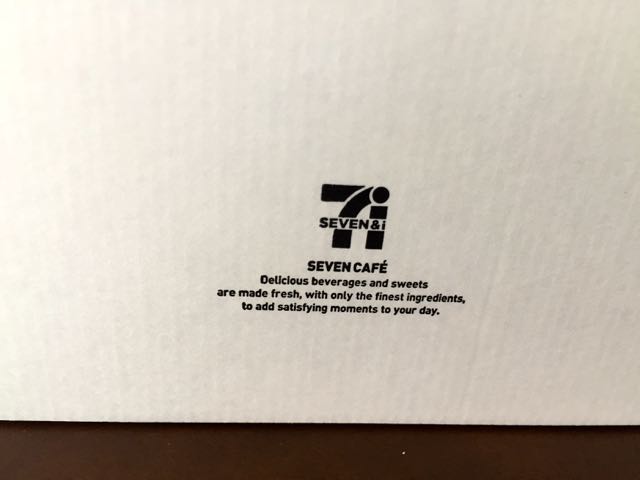 7i
SEVEN&i
SEVEN CAFÉ
Delicious beverages and sweets
are made fresh, with only the finest ingredients,
to add satisfying moments to your day.